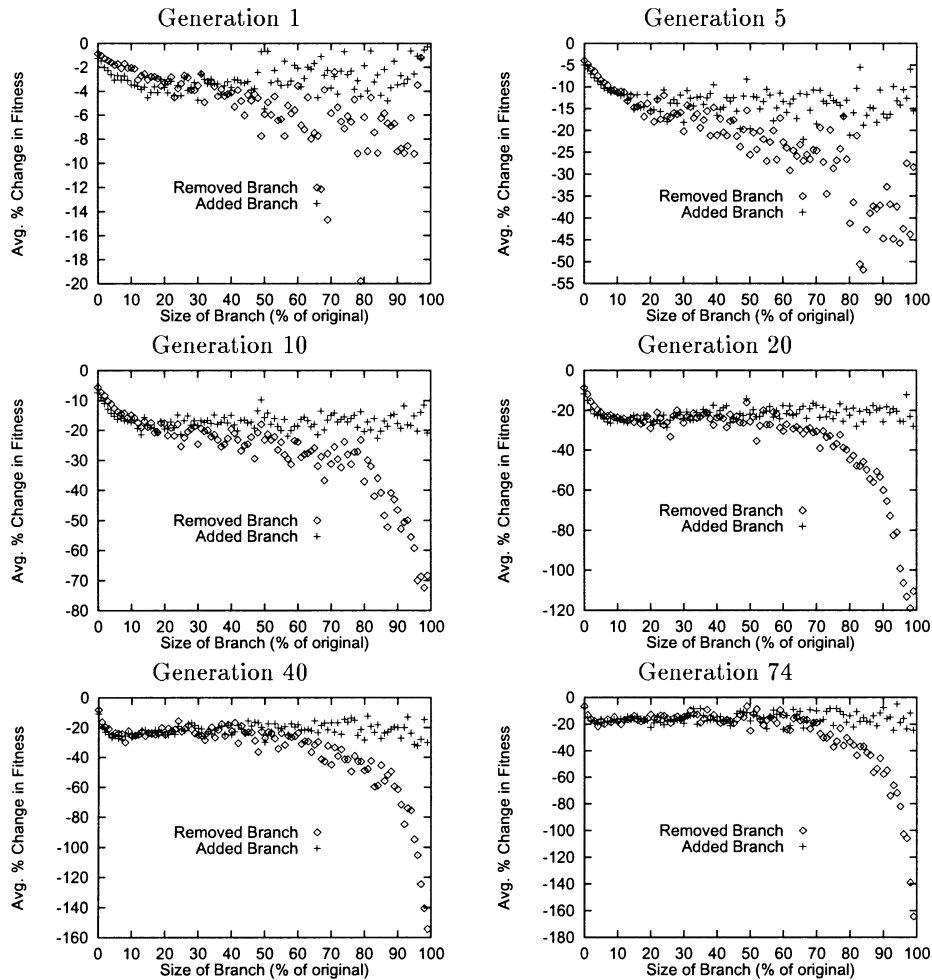 Generation 1
Avg. % Change in Fitness
0
-2
-4
-6
-8
-10
-12
-14
-16
-18
-20
Removed Branch
Added Branch
0 10 20 30 40 50 60 70 80 90 100
Size of Branch (% of original)
Generation 5
Avg. % Change in Fitness
0
-5
-10
-15
-20
-25
-30
-35
-40
-45
-50
-55
Removed Branch
Added Branch
0 10 20 30 40 50 60 70 80 90 100
Size of Branch (% of original)
Generation 10
Avg. % Change in Fitness
0
-10
-20
-30
-40
-50
-60
-70
-80
Removed Branch
Added Branch
0 10 20 30 40 50 60 70 80 90 100
Size of Branch (% of original)
Generation 20
Avg. % Change in Fitness
0
-20
-40
-60
-80
-100
-120
Removed Branch
Added Branch
0 10 20 30 40 50 60 70 80 90 100
Size of Branch (% of original)
Generation 40
Avg. % Change in Fitness
0
-20
-40
-60
-80
-100
-120
-140
-160
Removed Branch
Added Branch
0 10 20 30 40 50 60 70 80 90 100
Size of Branch (% of original)
Generation 74
Avg. % Change in Fitness
0
-20
-40
-60
-80
-100
-120
-140
-160
-180
Removed Branch
Added Branch
0 10 20 30 40 50 60 70 80 90 100
Size of Branch (% of original)